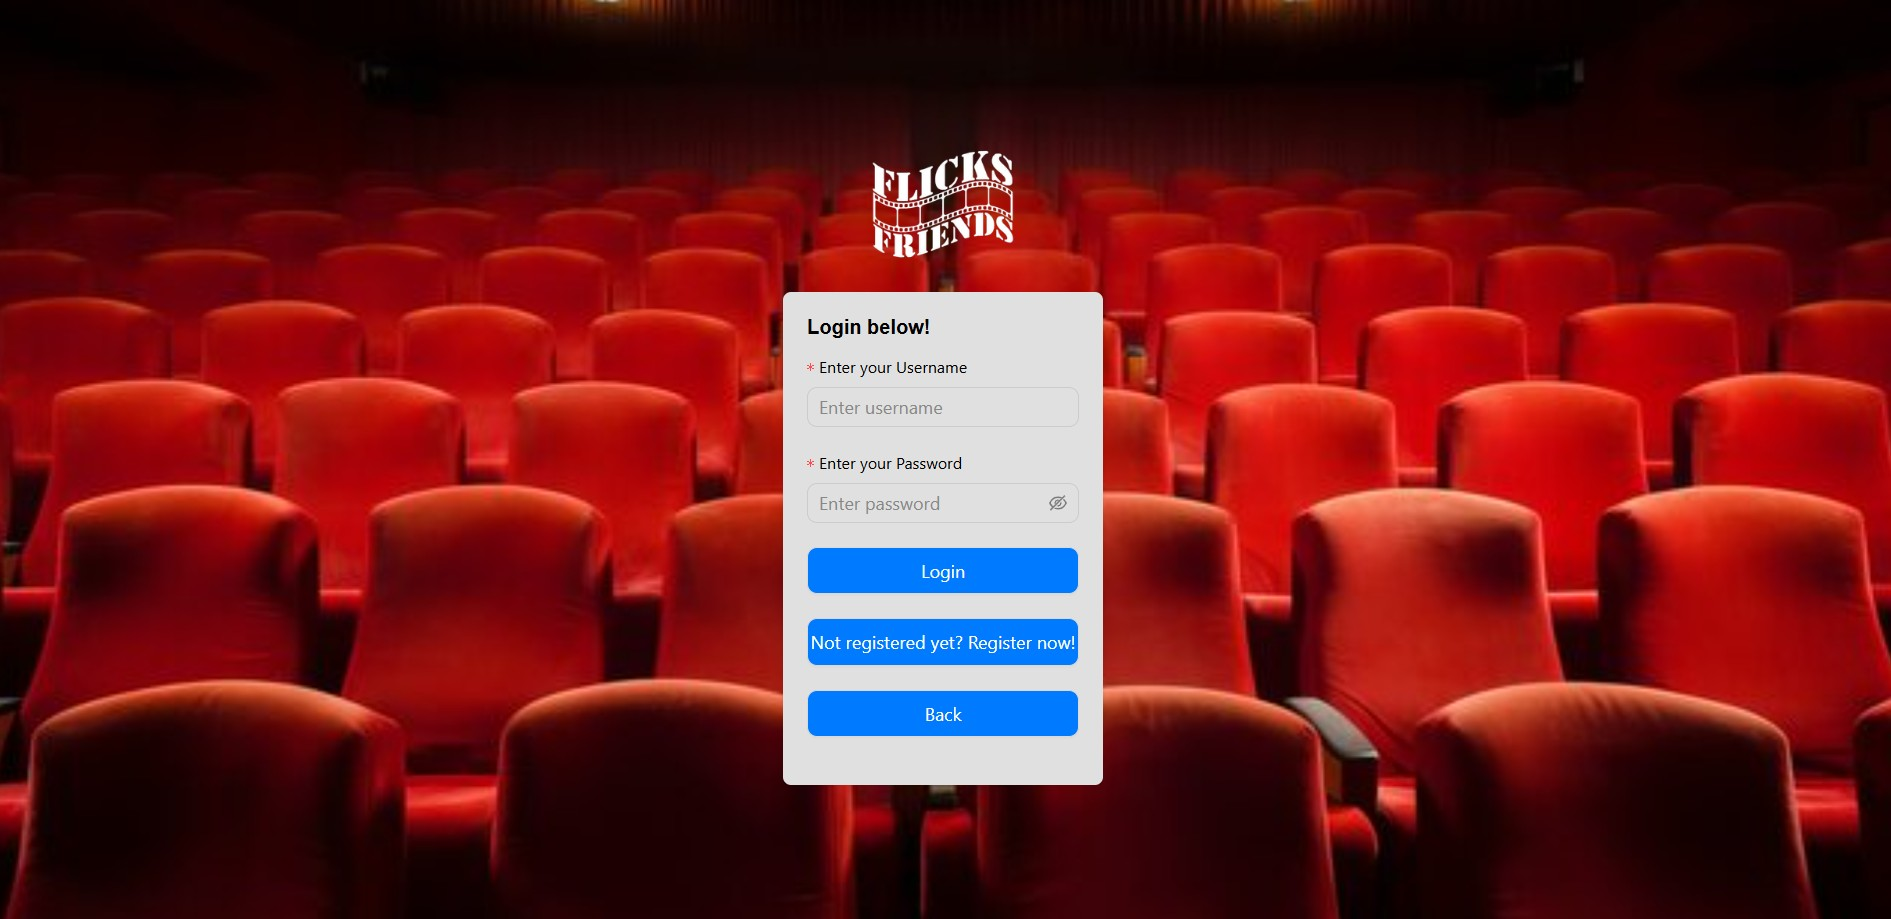 FLICKS
FRIENDS
Login below!
* Enter your Username
Enter username
* Enter your Password
Enter password
Login
Not registered yet? Register now!
Back